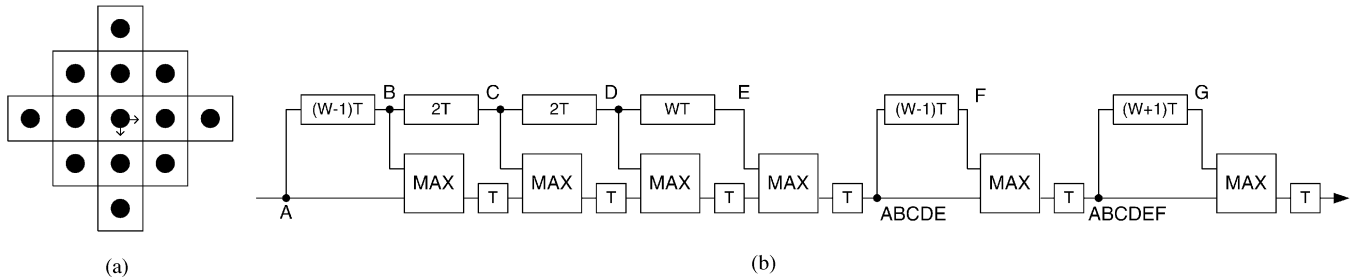 B C D E F G
(W-1)T 2T 2T WT (W-1)T (W+1)T
MAX MAX MAX MAX MAX MAX
T T T T T T
A ABCDE ABCDEF
(a) (b)